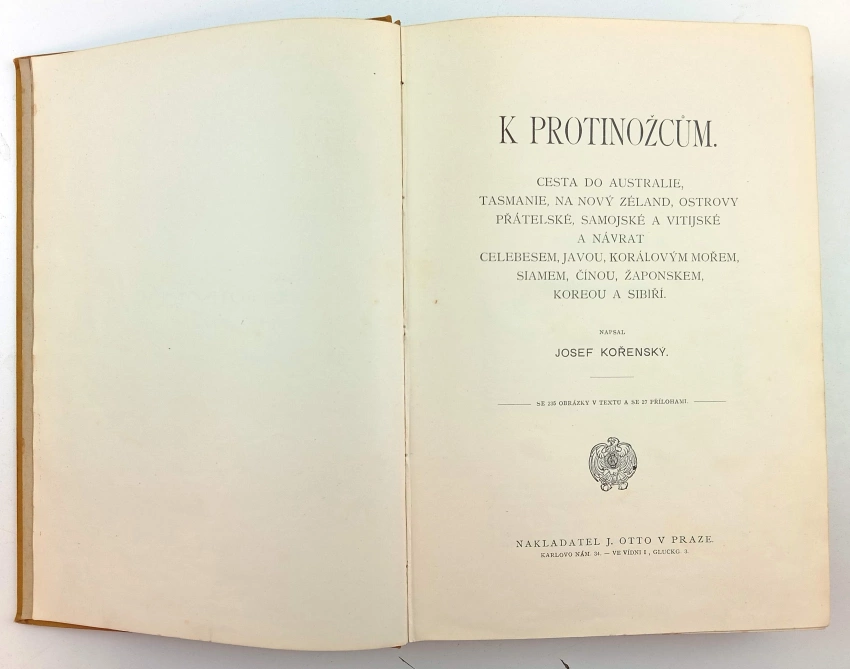 K PROTINOŽCŮM.
CESTA DO AUSTRALIE,
TASMANIE, NA NOVÝ ZÉLAND, OSTROVY
PŘÁTELSKÉ, SAMOJSKÉ A VITIJSKÉ
A NÁVRAT
CELEBESEM, JAVOU, KORÁLOVÝM MOŘEM,
SIAMEM, ČÍNOU, ŽAPONSKEM,
KOREOU A SIBIŘÍ.
NAPSAL
JOSEF KOŘENSKÝ.
SE 235 OBRÁZKY V TEXTU A SE 27 PŘÍLOHAMI.
NAKLADATEL J. OTTO V PRAZE.
KARLOVO NÁM. 34. — VE VÍDNI I., GLUCKG. 3.